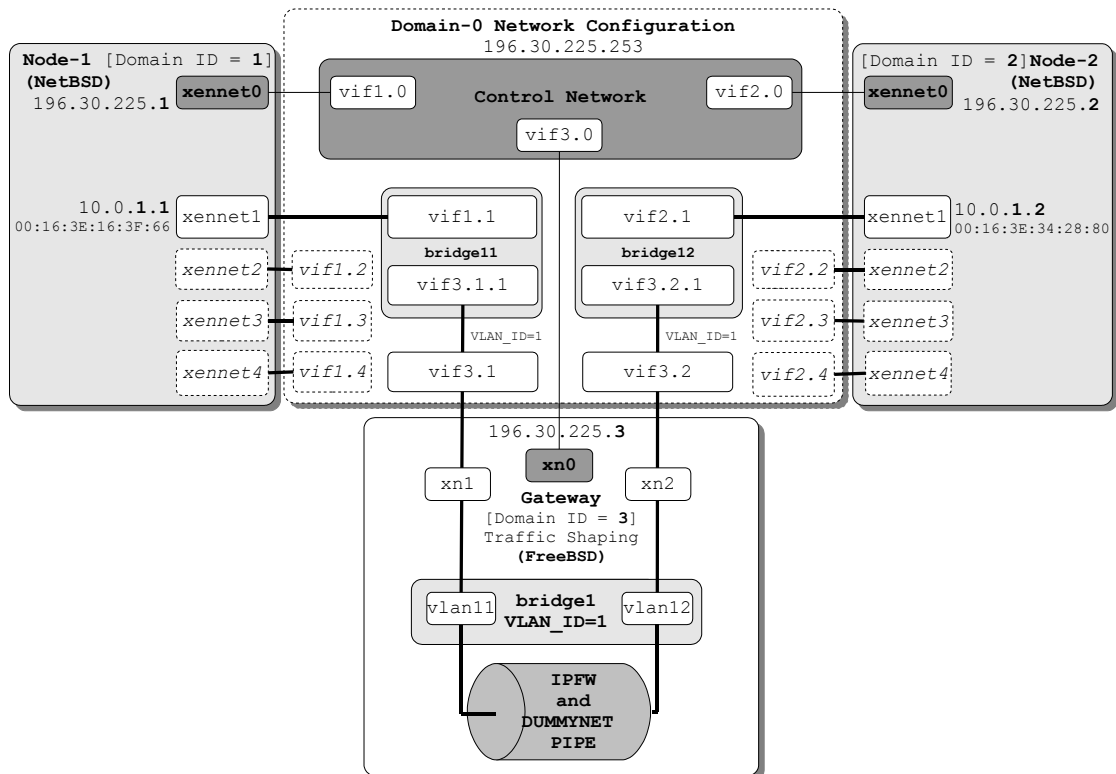 Domain-0 Network Configuration
196.30.225.253
Node-1 [Domain ID = 1]
(NetBSD)
196.30.225.1
xennet0
vif1.0
Control Network
vif2.0
vif3.0
[Domain ID = 2]Node-2
(NetBSD)
xennet0
196.30.225.2
10.0.1.1
00:16:3E:16:3F:66
xennet1
vif1.1
bridge11
vif3.1.1
VLAN_ID=1
vif3.1
vif2.1
bridge12
vif3.2.1
VLAN_ID=1
vif3.2
xennet1
10.0.1.2
00:16:3E:34:28:80
xennet2
vif1.2
xennet3
vif1.3
xennet4
vif1.4
vif2.2
xennet2
vif2.3
xennet3
vif2.4
xennet4
196.30.225.3
xn0
xn1
xn2
Gateway
[Domain ID = 3]
Traffic Shaping
(FreeBSD)
vlan11
bridge1
VLAN_ID=1
vlan12
IPFW
and
DUMMYNET
PIPE